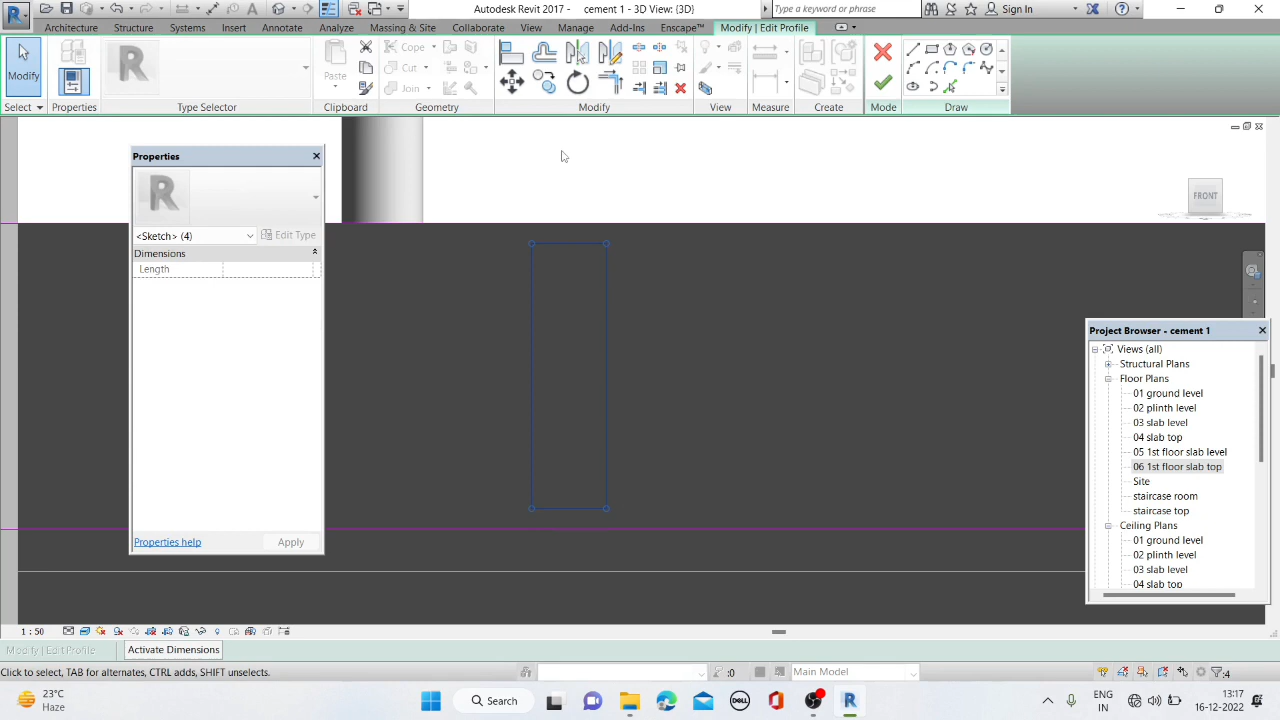 Autodesk Revit 2017 - cement 1 - 3D View: {3D}
Type a keyword or phrase
Sign In
Architecture Structure Systems Insert Annotate Analyze Massing & Site Collaborate View Manage Add-Ins Enscape™ Modify | Edit Profile
Modify
Paste
Cope
Cut
Join
Select Properties Type Selector Clipboard Geometry Modify View Measure Create Mode Draw
Properties
<Sketch> (4) Edit Type
Dimensions
Length
Properties help Apply
FRONT
Project Browser - cement 1
Views (all)
Structural Plans
Floor Plans
01 ground level
02 plinth level
03 slab level
04 slab top
05 1st floor slab level
06 1st floor slab top
Site
staircase room
staircase top
Ceiling Plans
01 ground level
02 plinth level
03 slab level
04 slab top
1 : 50
Modify | Edit Profile Activate Dimensions
Click to select, TAB for alternates, CTRL adds, SHIFT unselects.
:0
Main Model
:4
23°C
Haze
Search
DELL
ENG
IN
13:17
16-12-2022